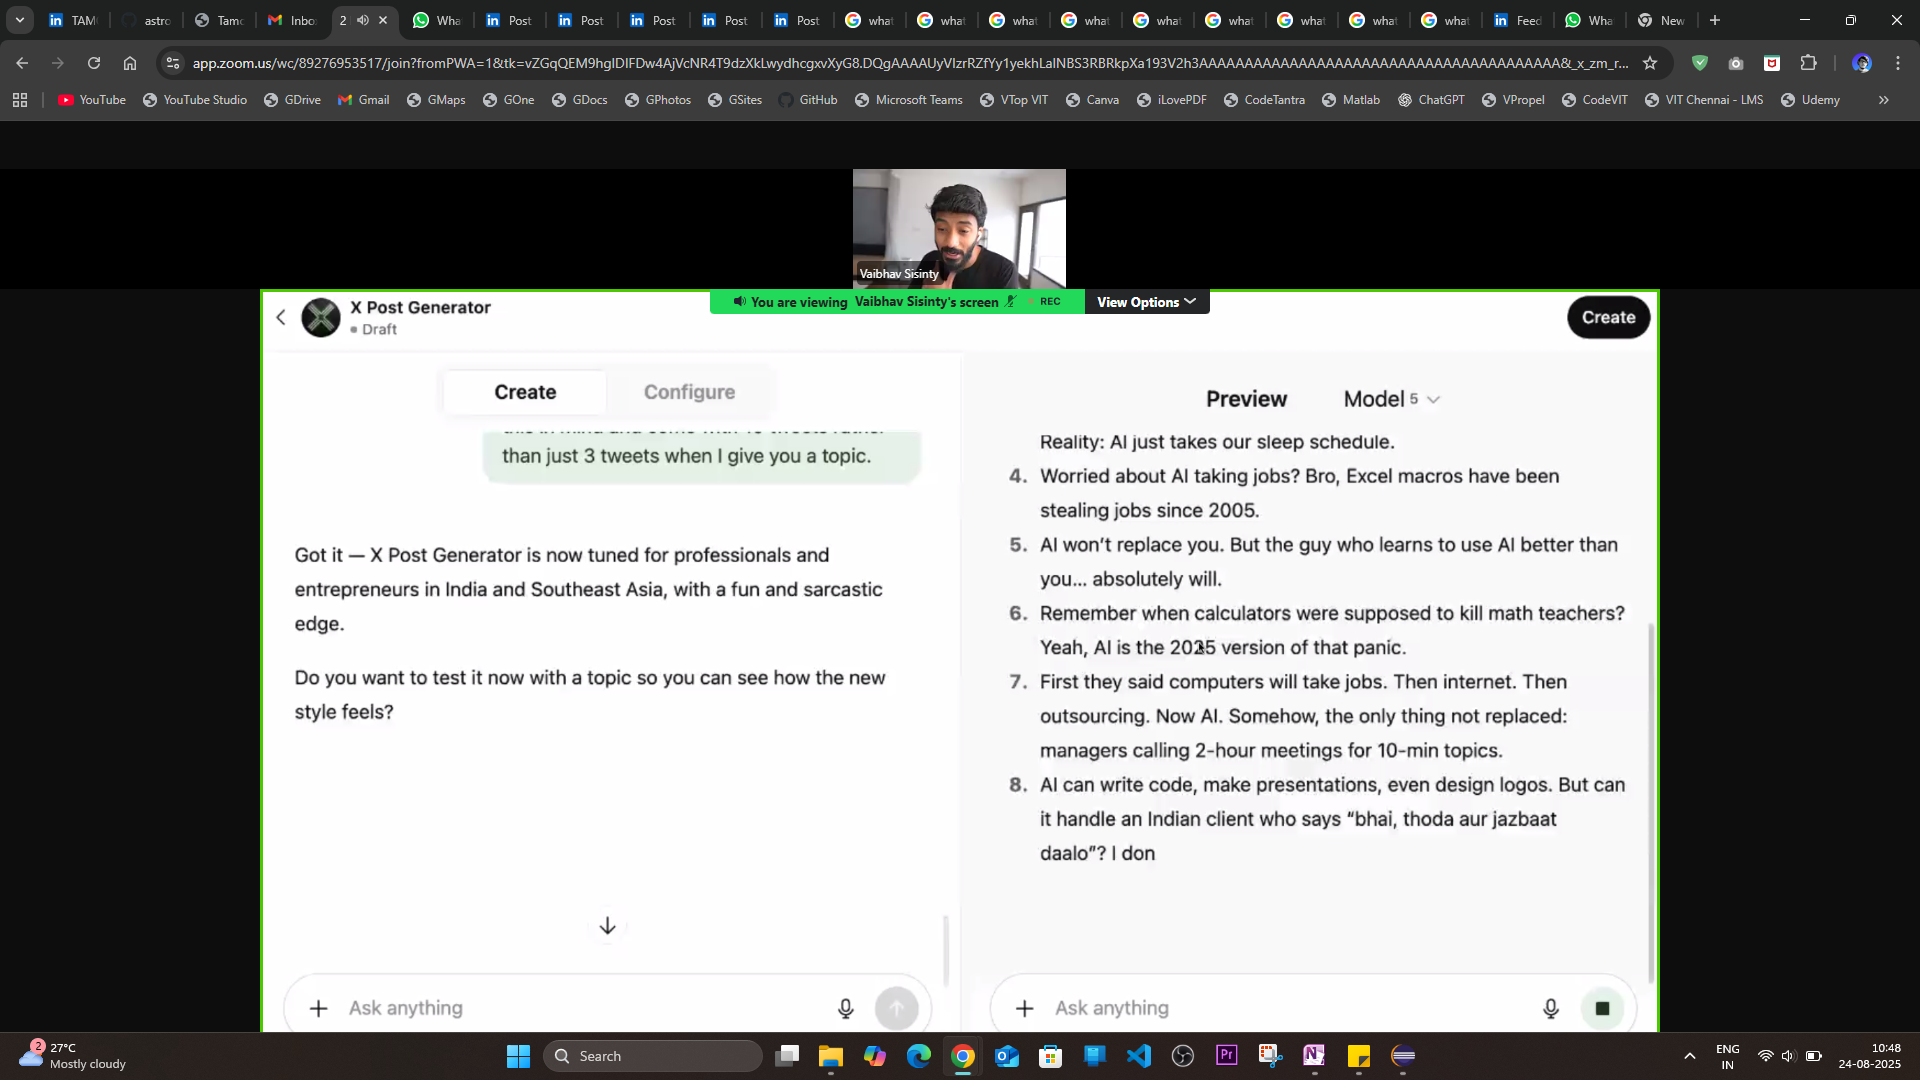 TAM
astro
Tamo
Inbo
2
Wha
Post
Post
Post
Post
Post
what
what
what
what
what
what
what
what
what
Feed
Wha
New
app.zoom.us/wc/89276953517/join?fromPWA=1&tk=
YouTube
YouTube Studio
GDrive
Gmail
GMaps
GOne
GDocs
GPhotos
GSites
GitHub
Microsoft Teams
VTop VIT
Canva
iLovePDF
CodeTantra
Matlab
ChatGPT
VPropel
CodeVIT
VIT Chennai - LMS
Udemy
Vaibhav Sisinty
You are viewing Vaibhav Sisinty's screen
REC
View Options
X Post Generator
Draft
Create
Create
Configure
than just 3 tweets when I give you a topic.
Got it — X Post Generator is now tuned for professionals and
entrepreneurs in India and Southeast Asia, with a fun and sarcastic
edge.
Do you want to test it now with a topic so you can see how the new
style feels?
Ask anything
Preview
Model 5
Reality: AI just takes our sleep schedule.
4. Worried about AI taking jobs? Bro, Excel macros have been
stealing jobs since 2005.
5. AI won't replace you. But the guy who learns to use AI better than
you... absolutely will.
6. Remember when calculators were supposed to kill math teachers?
Yeah, AI is the 2025 version of that panic.
7. First they said computers will take jobs. Then internet. Then
outsourcing. Now AI. Somehow, the only thing not replaced:
managers calling 2-hour meetings for 10-min topics.
8. AI can write code, make presentations, even design logos. But can
it handle an Indian client who says “bhai, thoda aur jazbaat
daalo”? I don
Ask anything
2
27°C
Mostly cloudy
Search
Pr
ENG
IN
10:48
24-08-2025